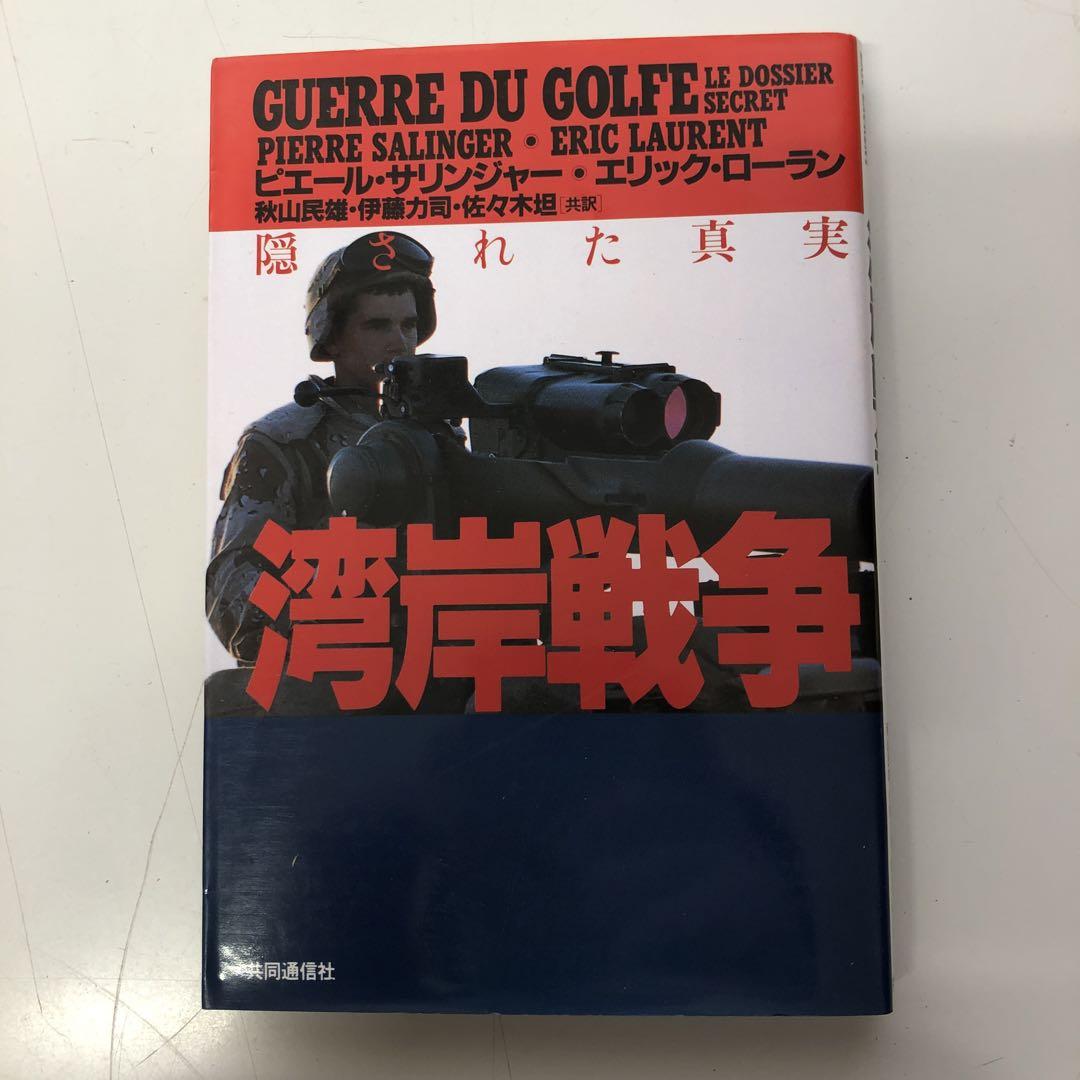 GUERRE DU GOLFE LE DOSSIER SECRET
PIERRE SALINGER・ERIC LAURENT
ピエール・サリンジャー・エリック・ローラン
秋山民雄・伊藤力司・佐々木坦[共訳]
隠された真実
湾岸戦争
共同通信社